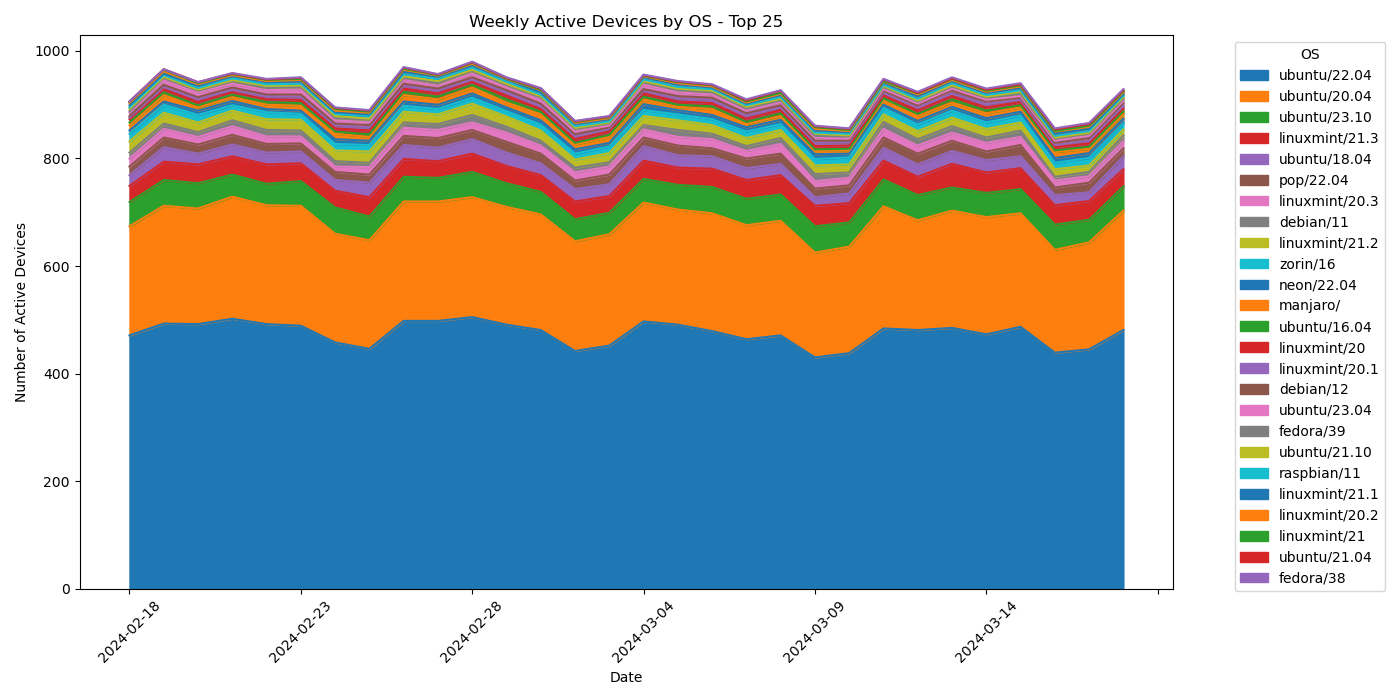 Weekly Active Devices by OS - Top 25
Number of Active Devices
1000
800
600
400
200
0
2024-02-18
2024-02-23
2024-02-28
2024-03-04
2024-03-09
2024-03-14
Date
OS
ubuntu/22.04
ubuntu/20.04
ubuntu/23.10
linuxmint/21.3
ubuntu/18.04
pop/22.04
linuxmint/20.3
debian/11
linuxmint/21.2
zorin/16
neon/22.04
manjaro/
ubuntu/16.04
linuxmint/20
linuxmint/20.1
debian/12
ubuntu/23.04
fedora/39
ubuntu/21.10
raspbian/11
linuxmint/21.1
linuxmint/20.2
linuxmint/21
ubuntu/21.04
fedora/38